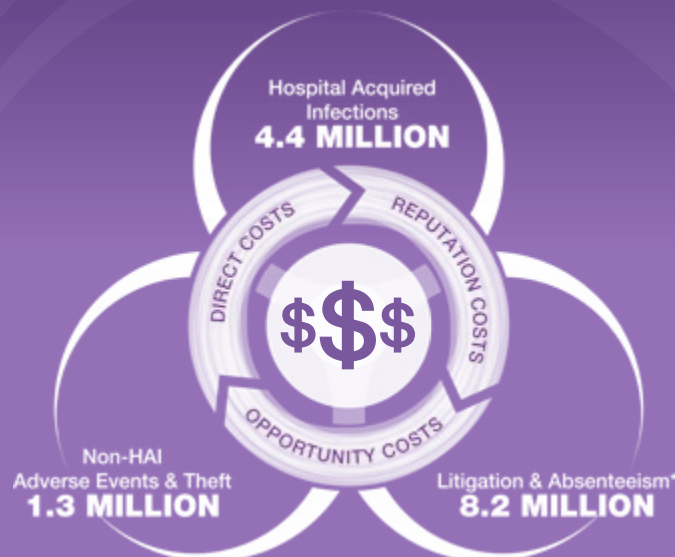 Hospital Acquired
Infections
4.4 MILLION
DIRECT COSTS
REPUTATION COSTS
$$$
OPPORTUNITY COSTS
Non-HAI
Adverse Events & Theft
1.3 MILLION
Litigation & Absenteeism*
8.2 MILLION